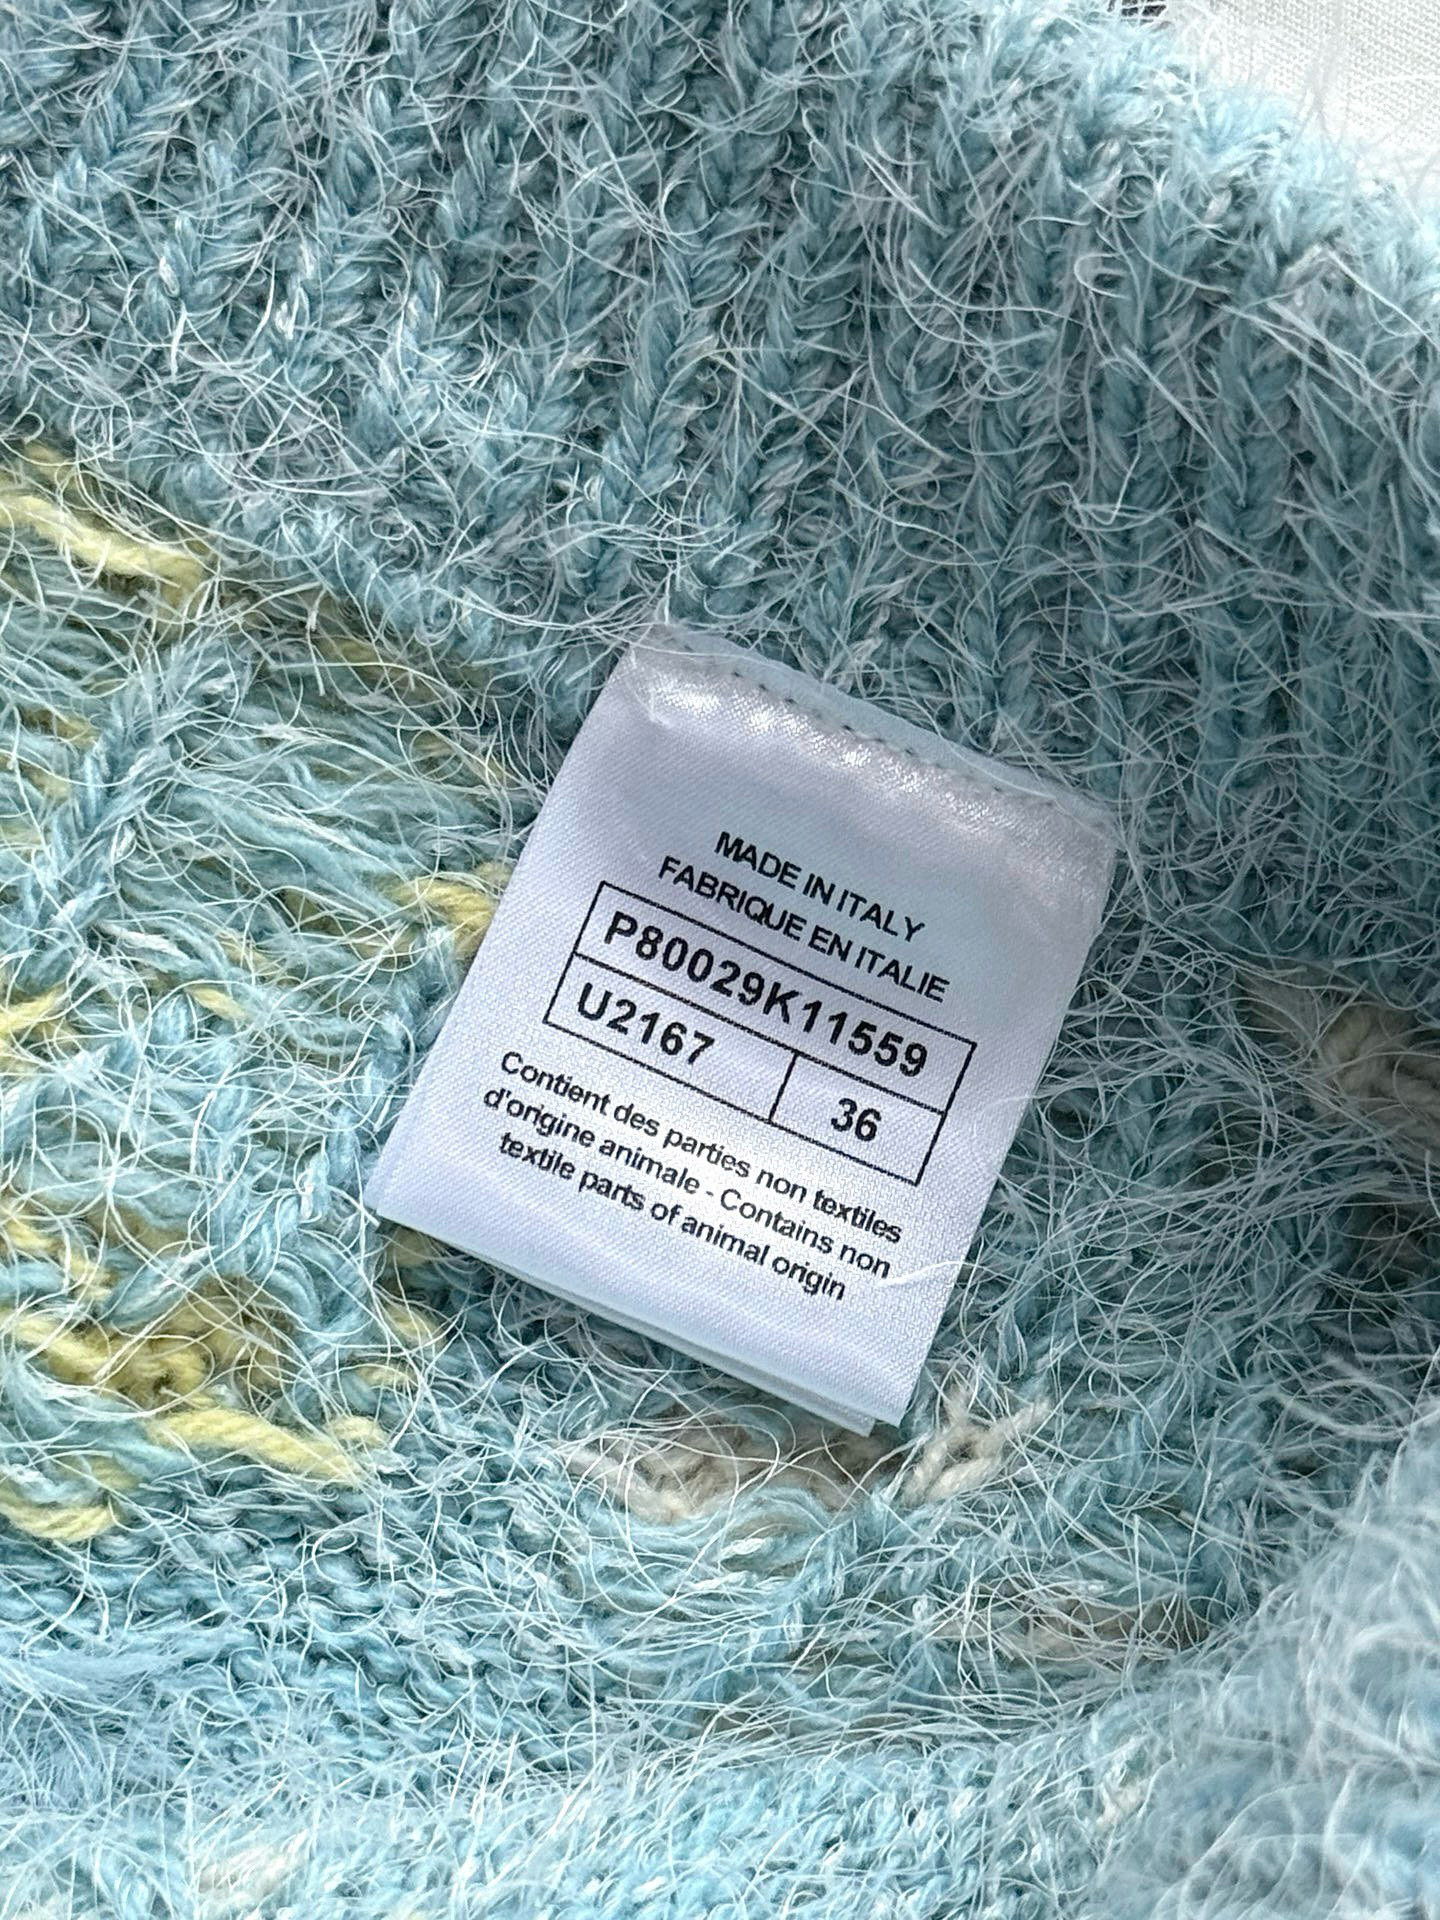 MADE IN ITALY
FABRIQUE EN ITALIE
P80029K11559
U2167 36
Contient des parties non textiles
d'origine animale - Contains non
textile parts of animal origin